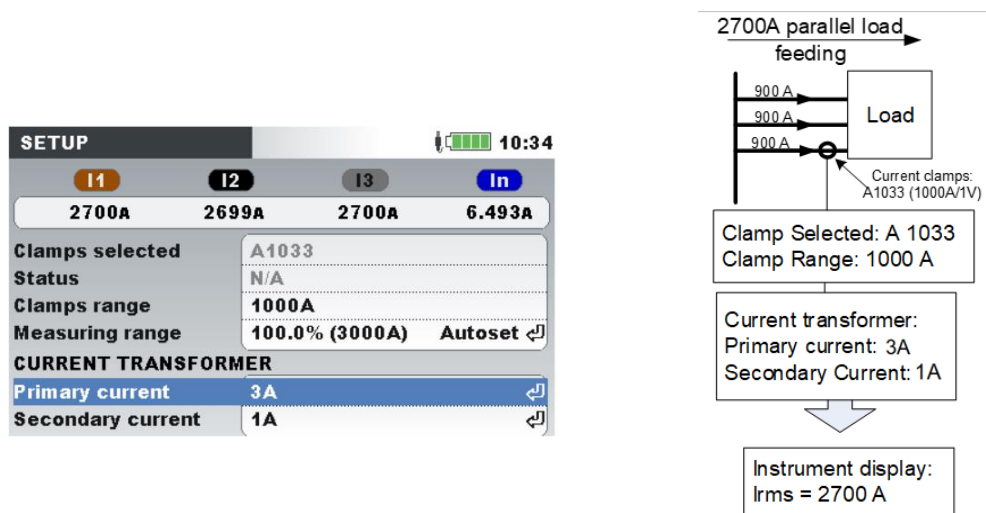 SETUP 10:34
I1 I2 I3 In
2700A 2699A 2700A 6.493A
Clamps selected A1033
Status N/A
Clamps range 1000A
Measuring range 100.0% (3000A) Autoset
CURRENT TRANSFORMER
Primary current 3A
Secondary current 1A
2700A parallel load
feeding
900 A
900 A
900 A
Load
Current clamps:
A1033 (1000A/1V)
Clamp Selected: A 1033
Clamp Range: 1000 A
Current transformer:
Primary current: 3A
Secondary Current: 1A
Instrument display:
Irms = 2700 A